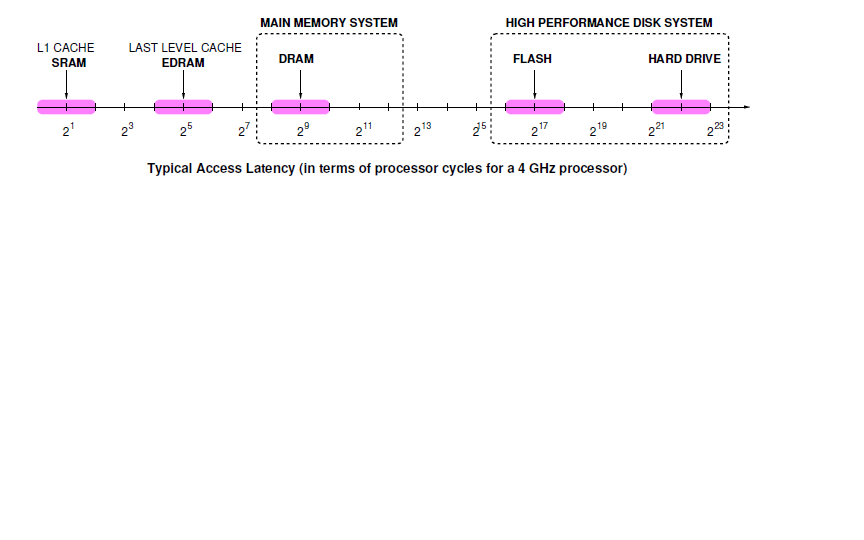 MAIN MEMORY SYSTEM
HIGH PERFORMANCE DISK SYSTEM
L1 CACHE
SRAM
LAST LEVEL CACHE
EDRAM
DRAM
FLASH
HARD DRIVE
2^1 2^3 2^5 2^7 2^9 2^11 2^13 2^15 2^17 2^19 2^21 2^23
Typical Access Latency (in terms of processor cycles for a 4 GHz processor)